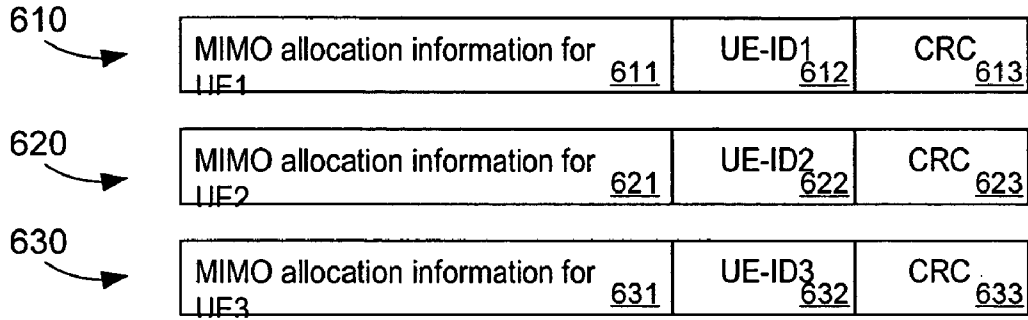 610
MIMO allocation information for UE1 611 UE-ID1 612 CRC 613
620
MIMO allocation information for UE2 621 UE-ID2 622 CRC 623
630
MIMO allocation information for UE3 631 UE-ID3 632 CRC 633